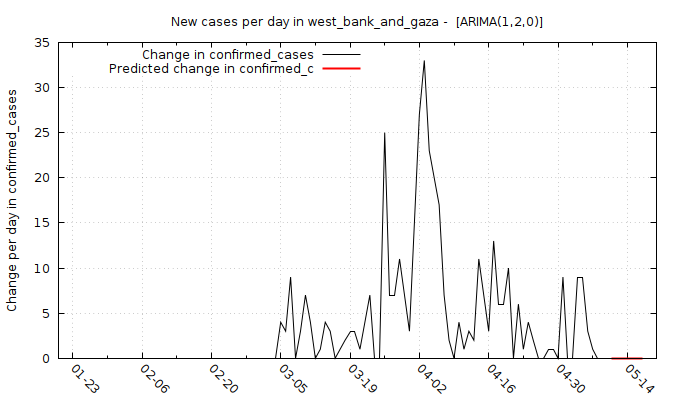 New cases per day in west_bank_and_gaza - [ARIMA(1,2,0)]
Change in confirmed_cases
Predicted change in confirmed_c
Change per day in confirmed_cases
35
30
25
20
15
10
5
0
01-23 02-06 02-20 03-05 03-19 04-02 04-16 04-30 05-14